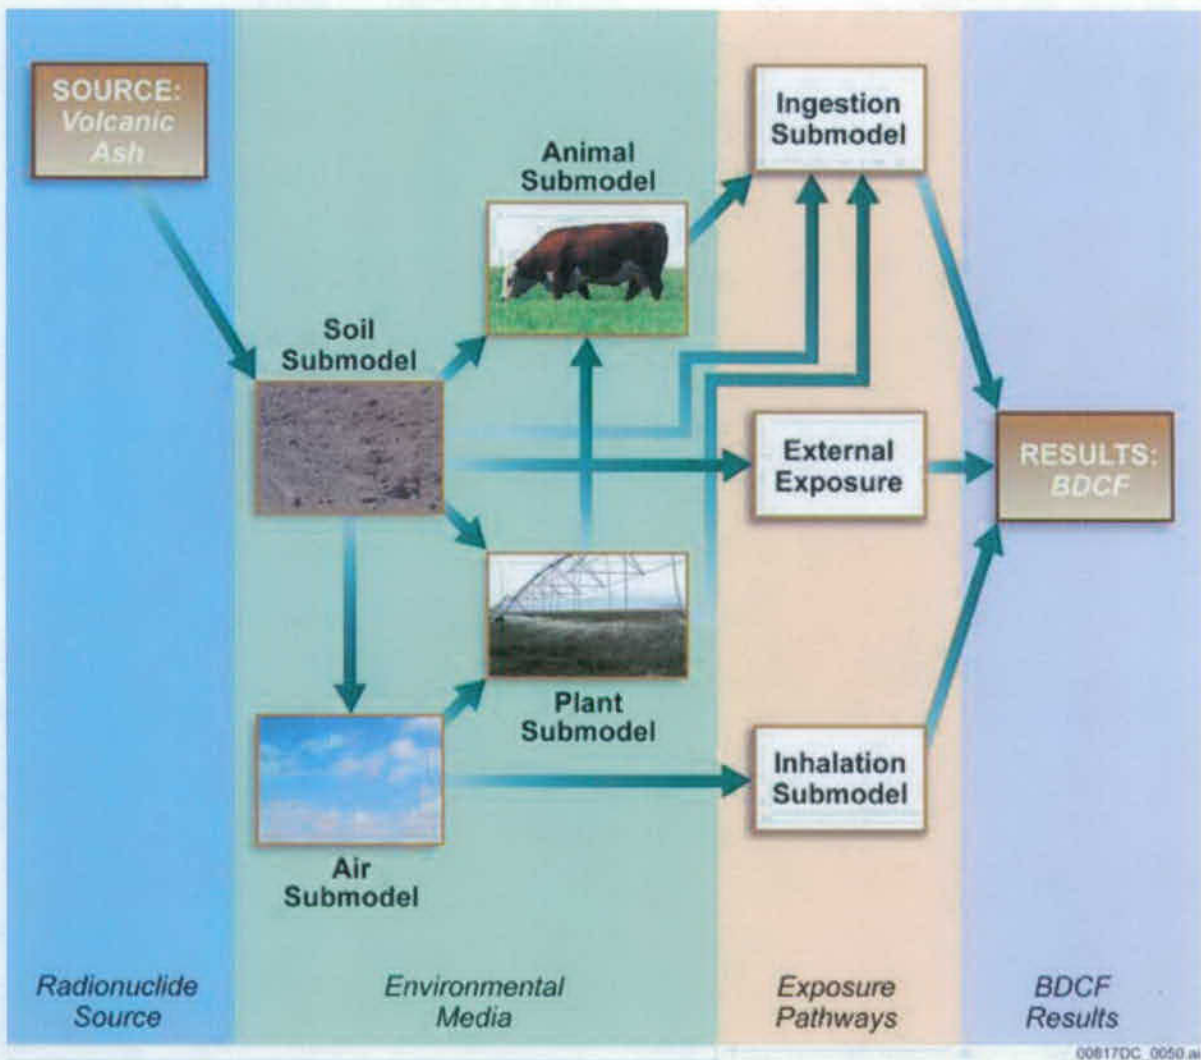 SOURCE:
Volcanic
Ash
Animal
Submodel
Ingestion
Submodel
Soil
Submodel
External
Exposure
RESULTS:
BDCF
Plant
Submodel
Inhalation
Submodel
Air
Submodel
Radionuclide
Source
Environmental
Media
Exposure
Pathways
BDCF
Results
00817DC_0050.ai